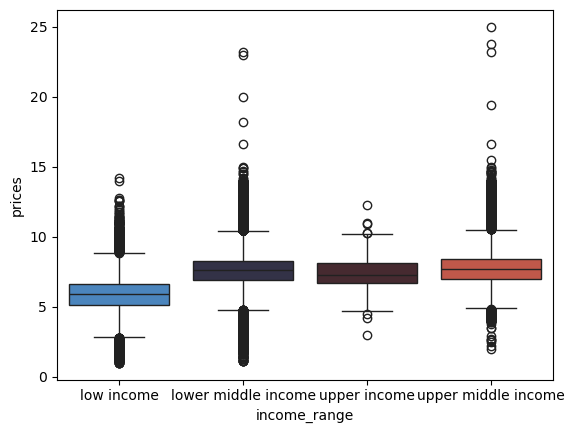 25
20
15
10
5
0
prices
low income
lower middle income
upper income
upper middle income
income_range